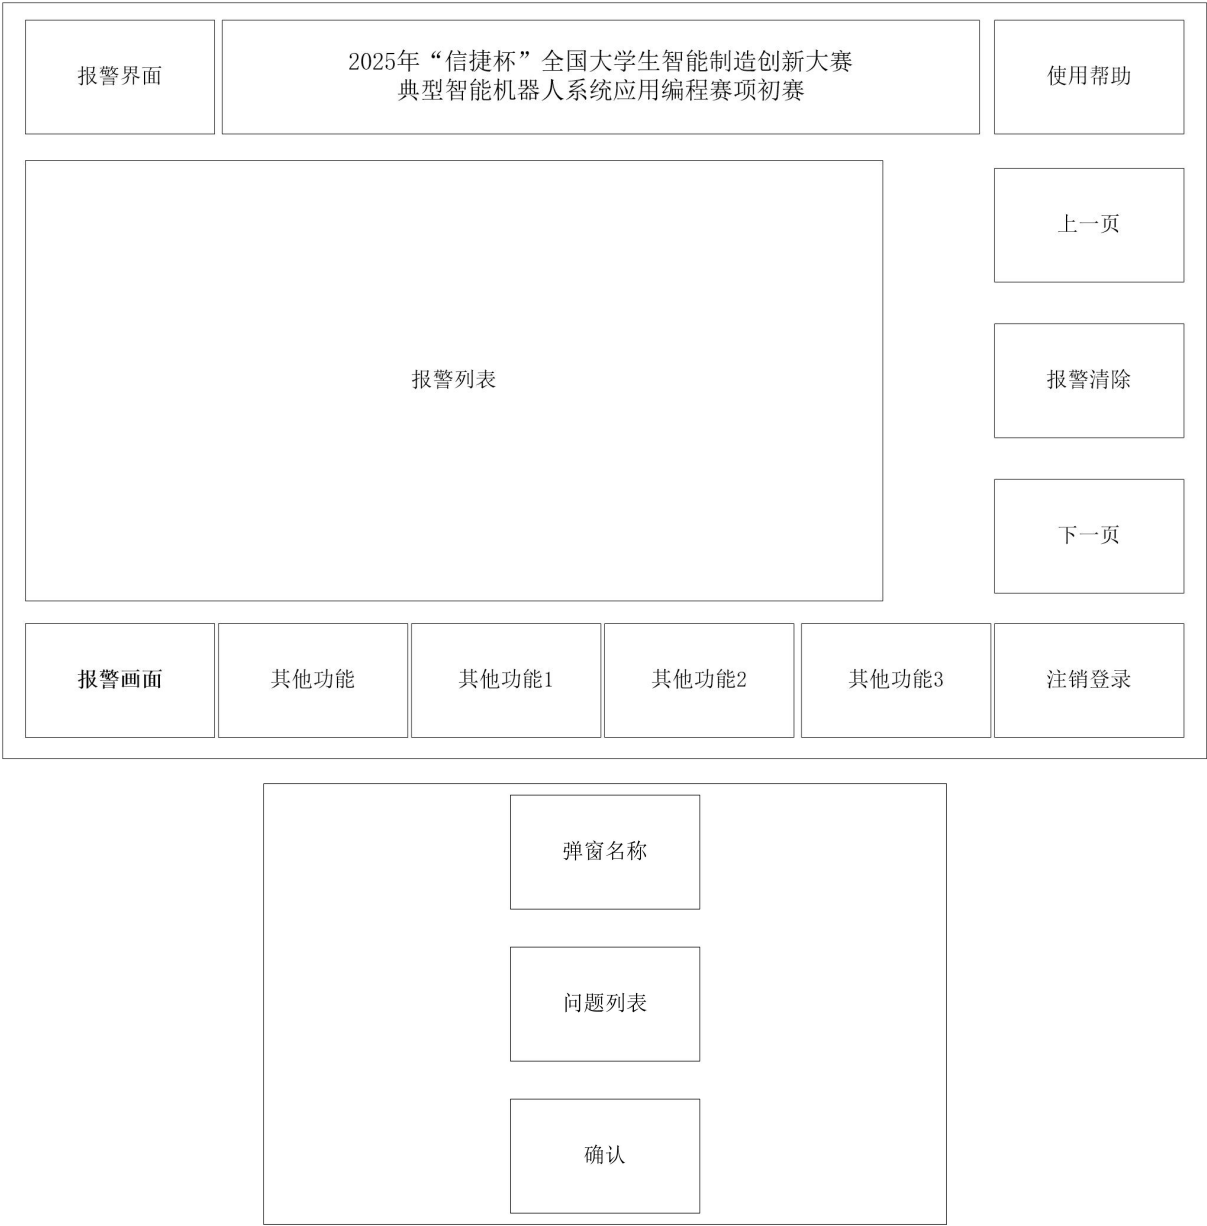 报警界面
2025年“信捷杯”全国大学生智能制造创新大赛
典型智能机器人系统应用编程赛项初赛
使用帮助
上一页
报警列表
报警清除
下一页
报警画面
其他功能
其他功能1
其他功能2
其他功能3
注销登录
弹窗名称
问题列表
确认